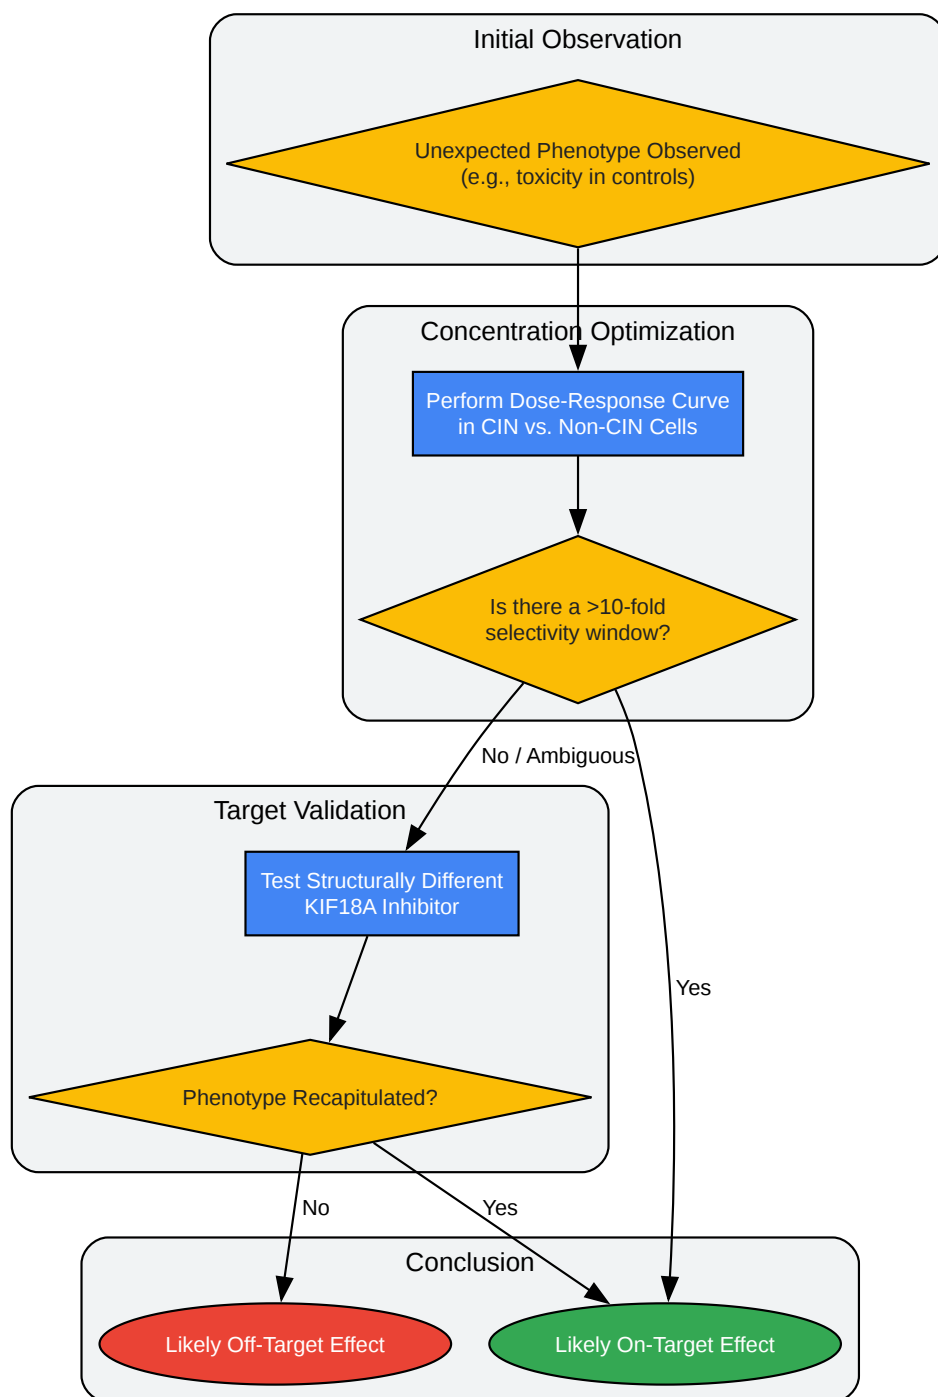 Initial Observation
Unexpected Phenotype Observed
(e.g., toxicity in controls)
Concentration Optimization
Perform Dose-Response Curve
in CIN vs. Non-CIN Cells
Is there a >10-fold
selectivity window?
No / Ambiguous
Target Validation
Test Structurally Different
KIF18A Inhibitor
Yes
Phenotype Recapitulated?
No
Yes
Conclusion
Likely Off-Target Effect
Likely On-Target Effect